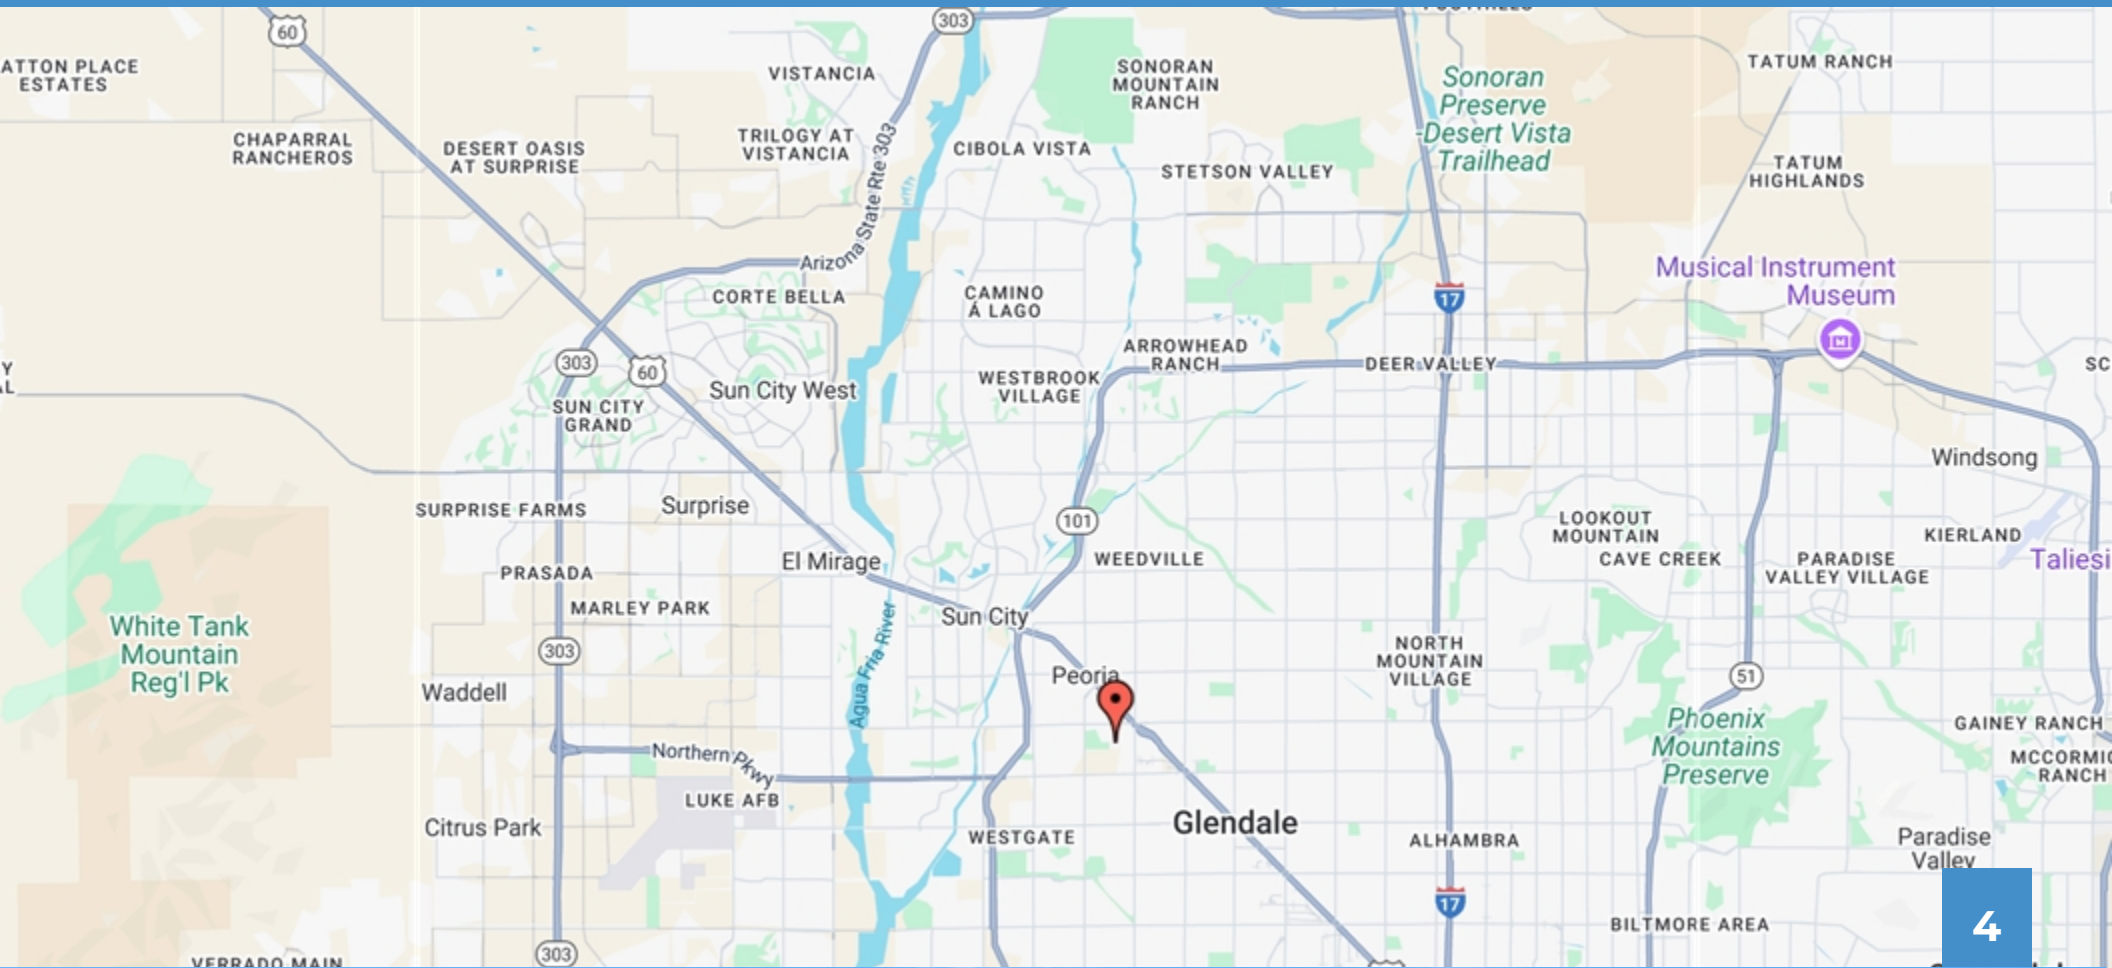 60
303
ATTON PLACE
ESTATES
VISTANCIA
SONORAN
MOUNTAIN
RANCH
Sonoran
Preserve
-Desert Vista
Trailhead
TATUM RANCH
CHAPARRAL
RANCHEROS
DESERT OASIS
AT SURPRISE
TRILOGY AT
VISTANCIA
Arizona State Rte 303
CIBOLA VISTA
STETSON VALLEY
TATUM
HIGHLANDS
CORTE BELLA
CAMINO
Á LAGO
17
Musical Instrument
Museum
303
60
Sun City West
SUN CITY
GRAND
WESTBROOK
VILLAGE
ARROWHEAD
RANCH
DEER VALLEY
SC
Windsong
SURPRISE FARMS
Surprise
101
LOOKOUT
MOUNTAIN
KIERLAND
El Mirage
WEEDVILLE
CAVE CREEK
PARADISE
VALLEY VILLAGE
Taliesi
PRASADA
MARLEY PARK
Sun City
White Tank
Mountain
Reg'l Pk
303
Agua Fria River
NORTH
MOUNTAIN
VILLAGE
Waddell
Peoria
51
Phoenix
Mountains
Preserve
GAINEY RANCH
MCCORMIC
RANCH
Northern Pkwy
LUKE AFB
Citrus Park
WESTGATE
Glendale
ALHAMBRA
Paradise
Valley
17
BILTMORE AREA
4
303
VERRADO MAIN